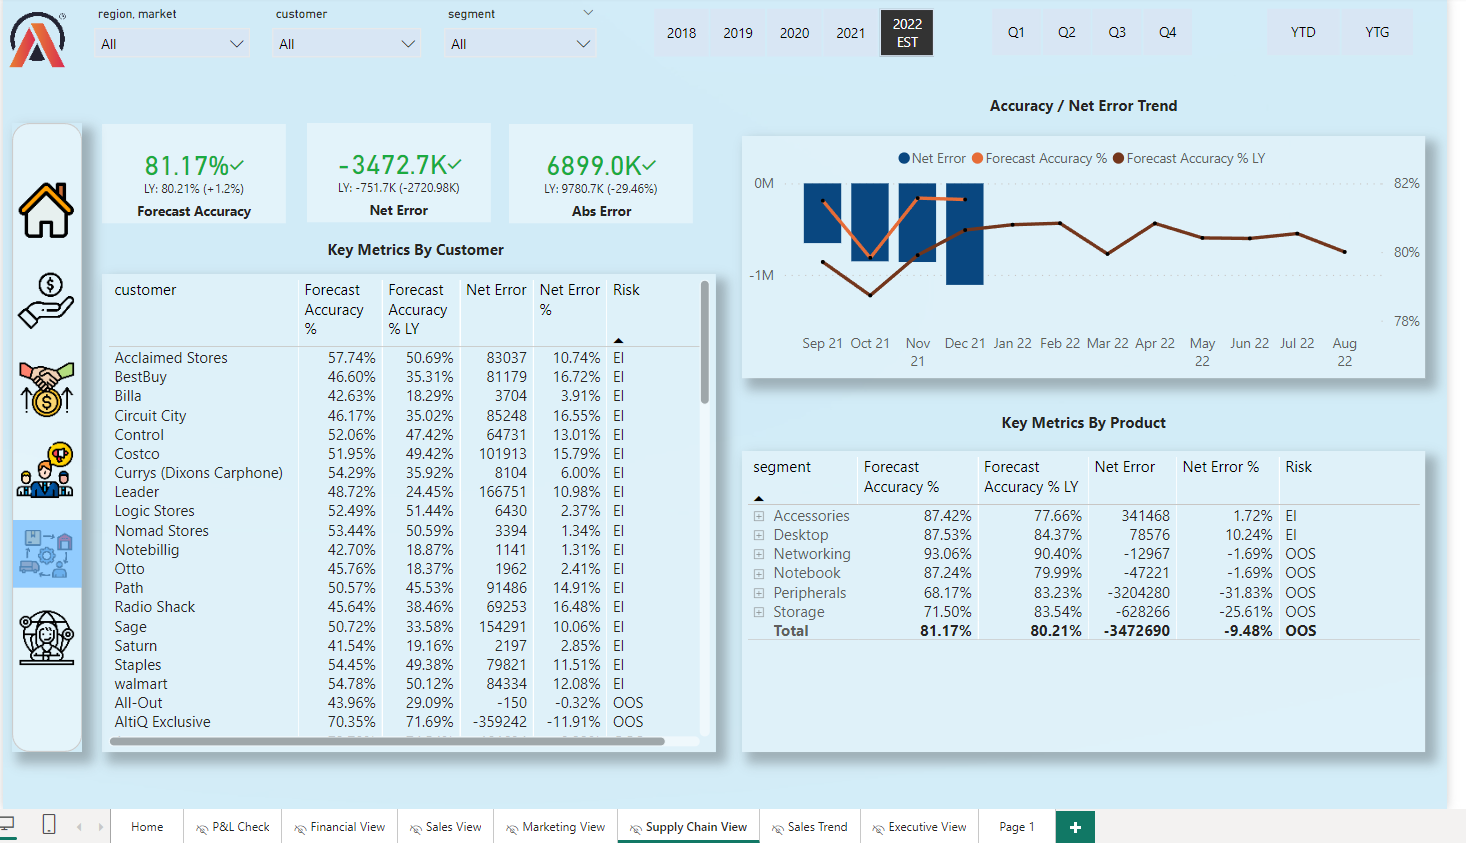 region, market
All
customer
All
segment
All
2018 2019 2020 2021 2022
EST
Q1 Q2 Q3 Q4
YTD YTG
81.17%
LY: 80.21% (+1.2%)
Forecast Accuracy
-3472.7K
LY: -751.7K (-2720.98K)
Net Error
6899.0K
LY: 9780.7K (-29.46%)
Abs Error
Key Metrics By Customer
customer Forecast Accuracy % Forecast Accuracy % LY Net Error Net Error % Risk
Acclaimed Stores 57.74% 50.69% 83037 10.74% EI
BestBuy 46.60% 35.31% 81179 16.72% EI
Billa 42.63% 18.29% 3704 3.91% EI
Circuit City 46.17% 35.02% 85248 16.55% EI
Control 52.06% 47.42% 64731 13.01% EI
Costco 51.95% 49.42% 101913 15.79% EI
Currys (Dixons Carphone) 54.29% 35.92% 8104 6.00% EI
Leader 48.72% 24.45% 166751 10.98% EI
Logic Stores 52.49% 51.44% 6430 2.37% EI
Nomad Stores 53.44% 50.59% 3394 1.34% EI
Notebillig 42.70% 18.87% 1141 1.31% EI
Otto 45.76% 18.37% 1962 2.41% EI
Path 50.57% 45.53% 91486 14.91% EI
Radio Shack 45.64% 38.46% 69253 16.48% EI
Sage 50.72% 33.58% 154291 10.06% EI
Saturn 41.54% 19.16% 2197 2.85% EI
Staples 54.45% 49.38% 79821 11.51% EI
walmart 54.78% 50.12% 84334 12.08% EI
All-Out 43.96% 29.09% -150 -0.32% OOS
AltiQ Exclusive 70.35% 71.69% -359242 -11.91% OOS
Accuracy / Net Error Trend
Net Error Forecast Accuracy % Forecast Accuracy % LY
0M 82%
80%
-1M
78%
Sep 21 Oct 21 Nov 21 Dec 21 Jan 22 Feb 22 Mar 22 Apr 22 May 22 Jun 22 Jul 22 Aug 22
Key Metrics By Product
segment Forecast Accuracy % Forecast Accuracy % LY Net Error Net Error % Risk
Accessories 87.42% 77.66% 341468 1.72% EI
Desktop 87.53% 84.37% 78576 10.24% EI
Networking 93.06% 90.40% -12967 -1.69% OOS
Notebook 87.24% 79.99% -47221 -1.69% OOS
Peripherals 68.17% 83.23% -3204280 -31.83% OOS
Storage 71.50% 83.54% -628266 -25.61% OOS
Total 81.17% 80.21% -3472690 -9.48% OOS
Home P&L Check Financial View Sales View Marketing View Supply Chain View Sales Trend Executive View Page 1